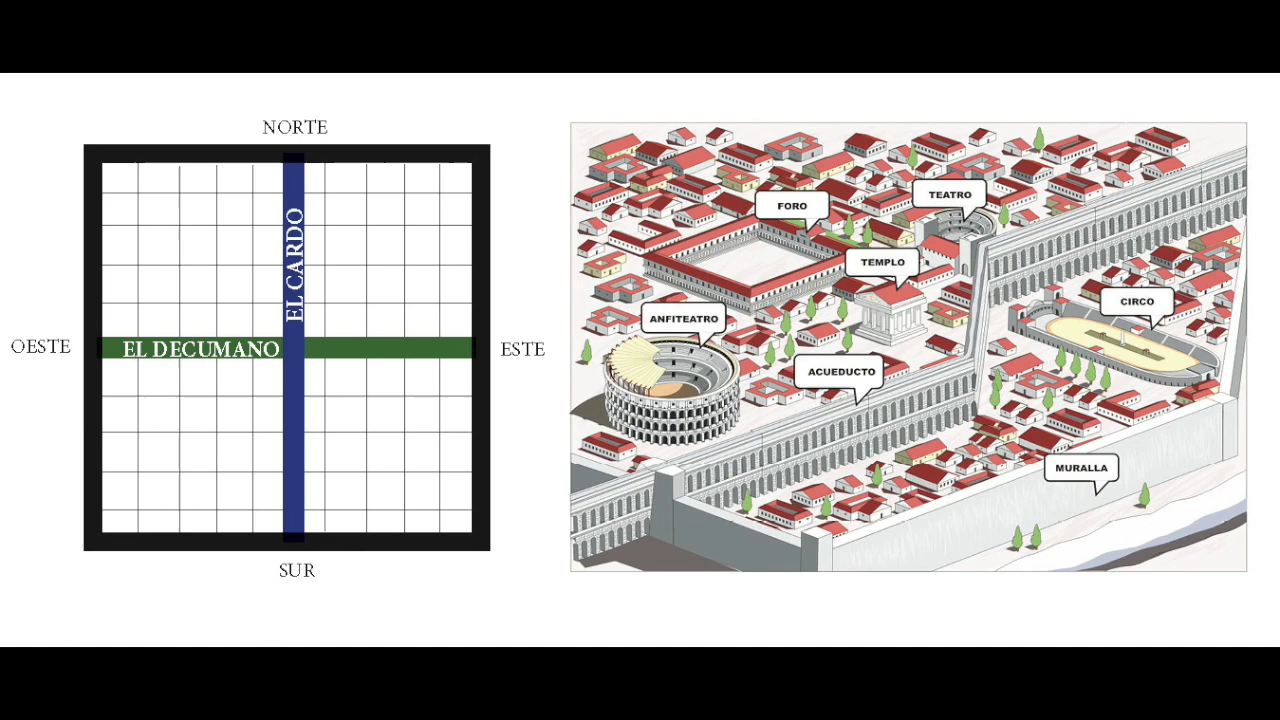 NORTE
EL CARDO
OESTE
EL DECUMANO
ESTE
SUR
TEATRO
FORO
TEMPLO
CIRCO
ANFITEATRO
ACUEDUCTO
MURALLA